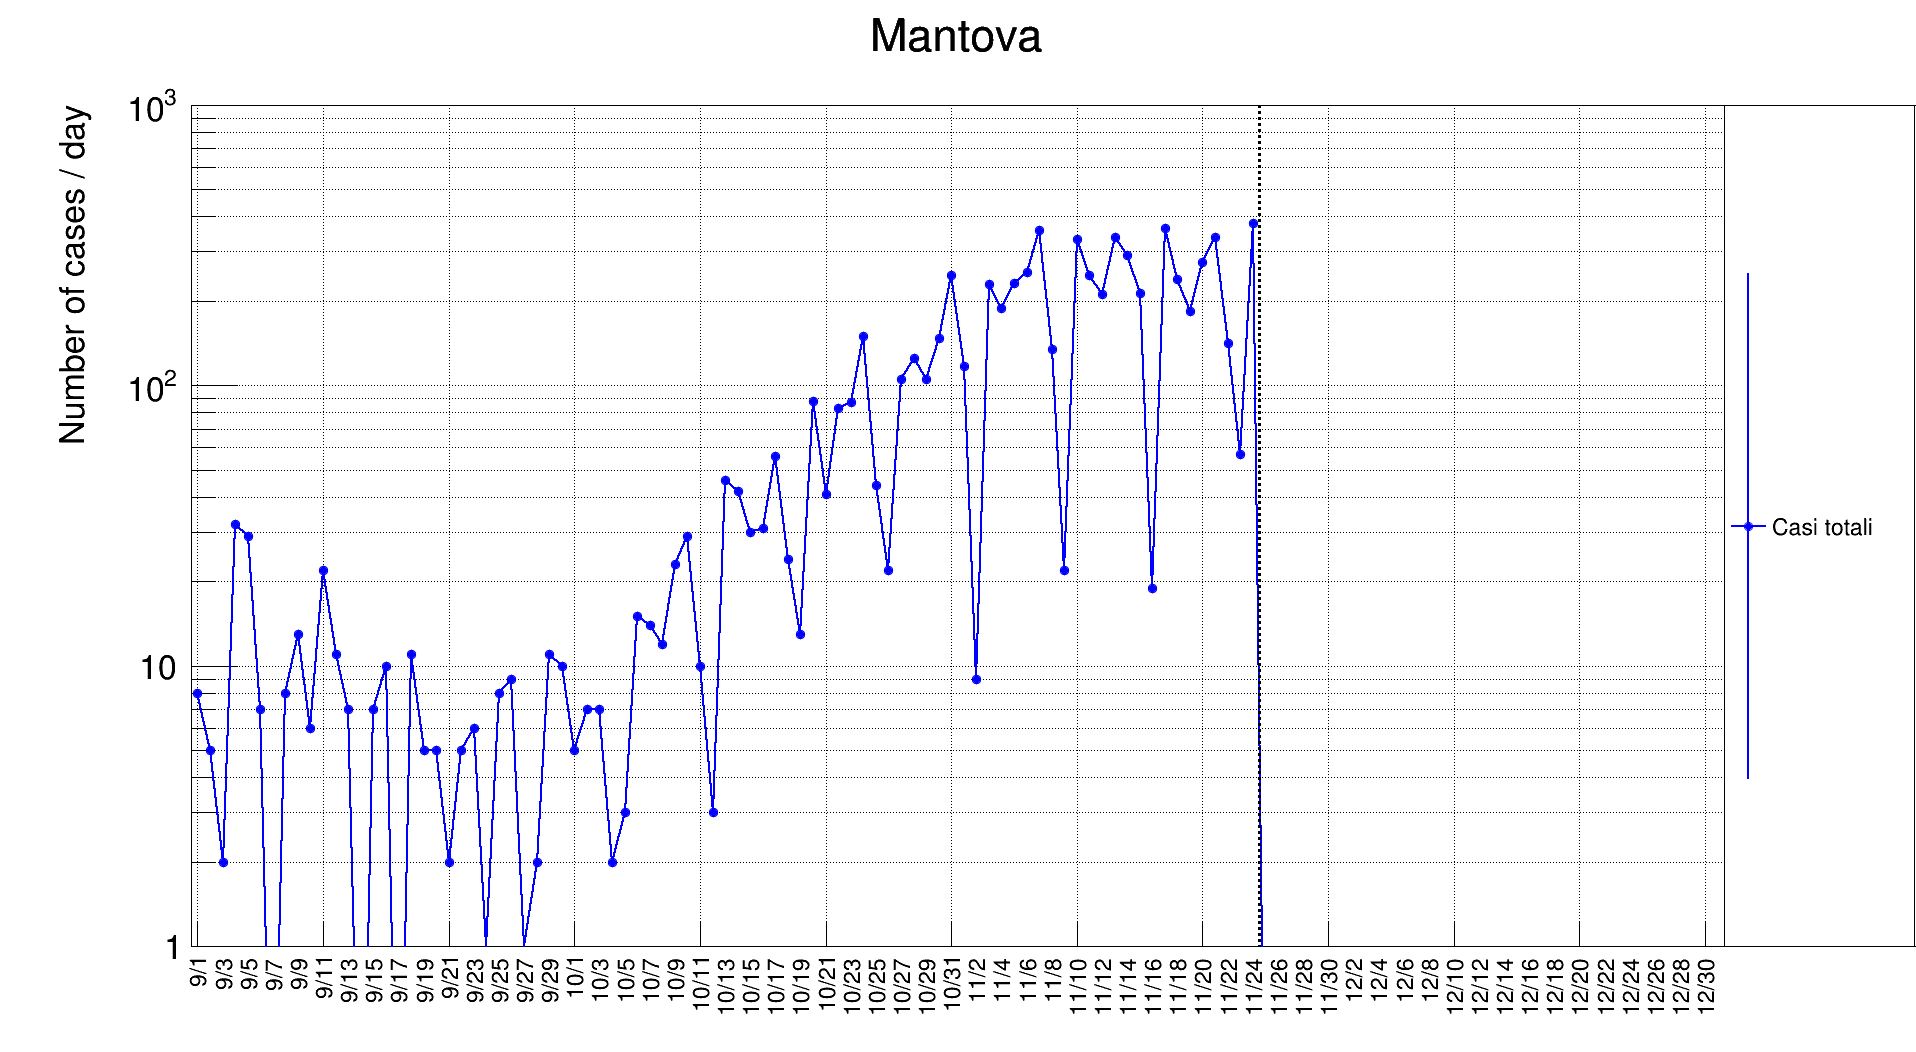 Mantova
Number of cases / day
10³
10²
10
1
9/1 9/3 9/5 9/7 9/9 9/11 9/13 9/15 9/17 9/19 9/21 9/23 9/25 9/27 9/29 10/1 10/3 10/5 10/7 10/9 10/11 10/13 10/15 10/17 10/19 10/21 10/23 10/25 10/27 10/29 10/31 11/2 11/4 11/6 11/8 11/10 11/12 11/14 11/16 11/18 11/20 11/22 11/24 11/26 11/28 11/30 12/2 12/4 12/6 12/8 12/10 12/12 12/14 12/16 12/18 12/20 12/22 12/24 12/26 12/28 12/30
Casi totali